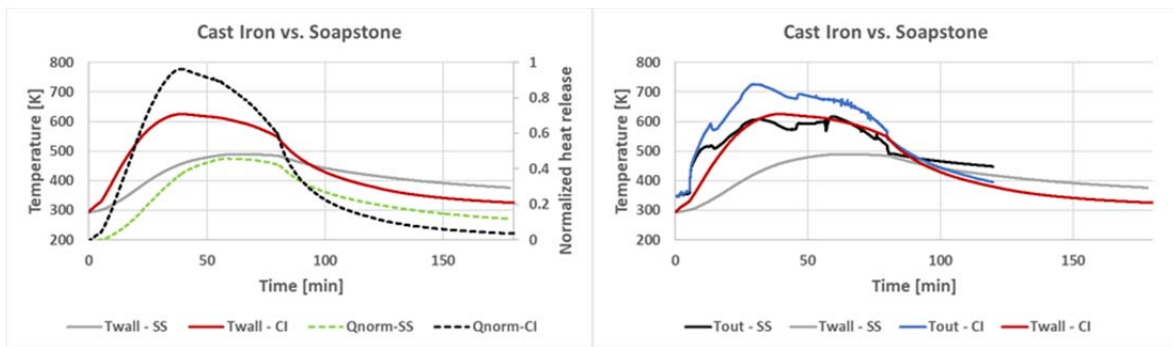 Cast Iron vs. Soapstone
Temperature [K]
800
700
600
500
400
300
200
1
0.8
0.6
0.4
0.2
0
Normalized heat release
0 50 100 150
Time [min]
Twall - SS Twall - CI Qnorm-SS Qnorm-CI
Cast Iron vs. Soapstone
Temperature [K]
800
700
600
500
400
300
200
0 50 100 150
Time [min]
Tout - SS Twall - SS Tout - CI Twall - CI